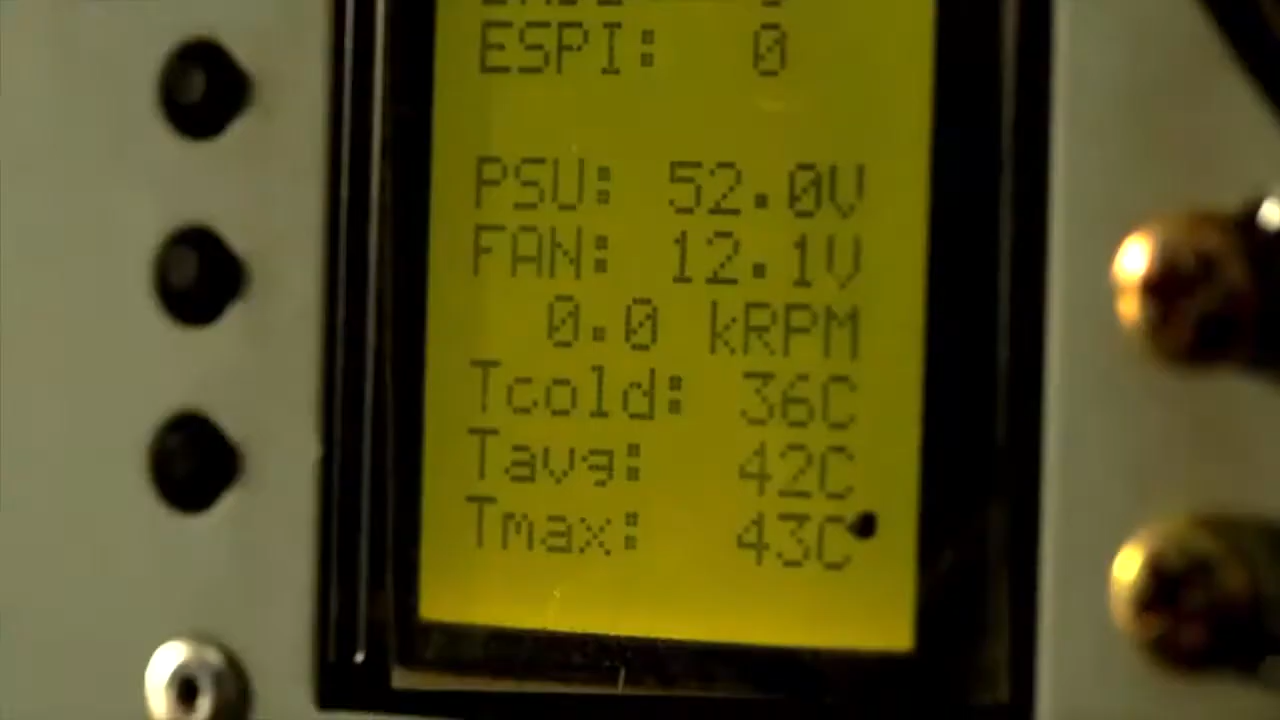 ESPI: 0
PSU: 52.0V
FAN: 12.1V
0.0 kRPM
Tcold: 36C
Tavg: 42C
Tmax: 43C